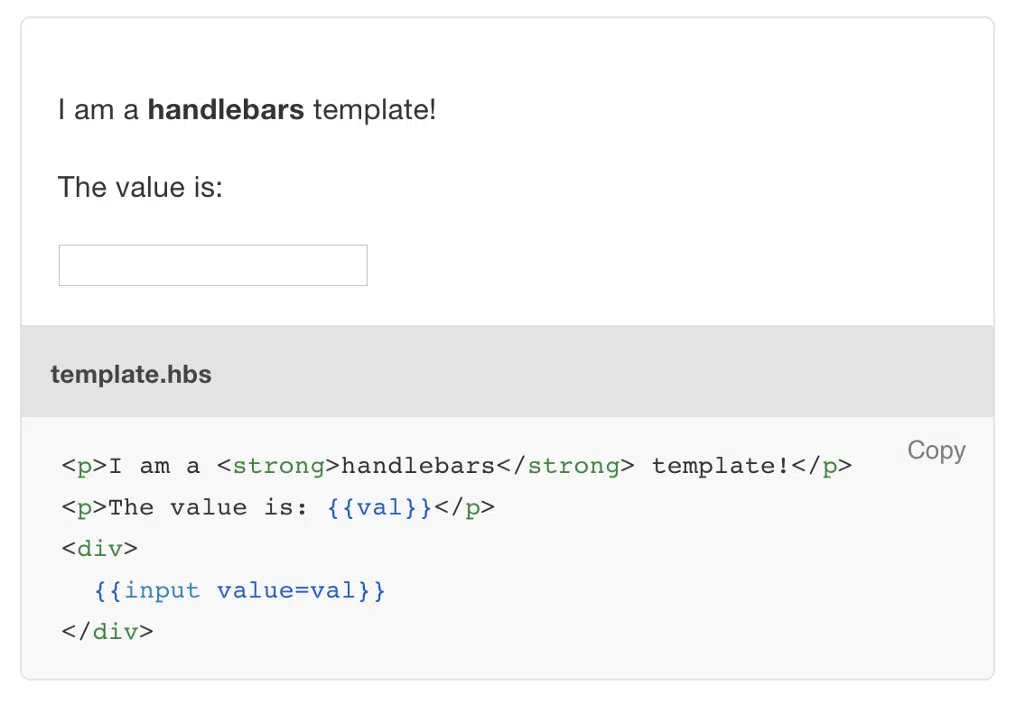 I am a handlebars template!
The value is:
template.hbs
Copy
<p>I am a <strong>handlebars</strong> template!</p>
<p>The value is: {{val}}</p>
<div>
  {{input value=val}}
</div>